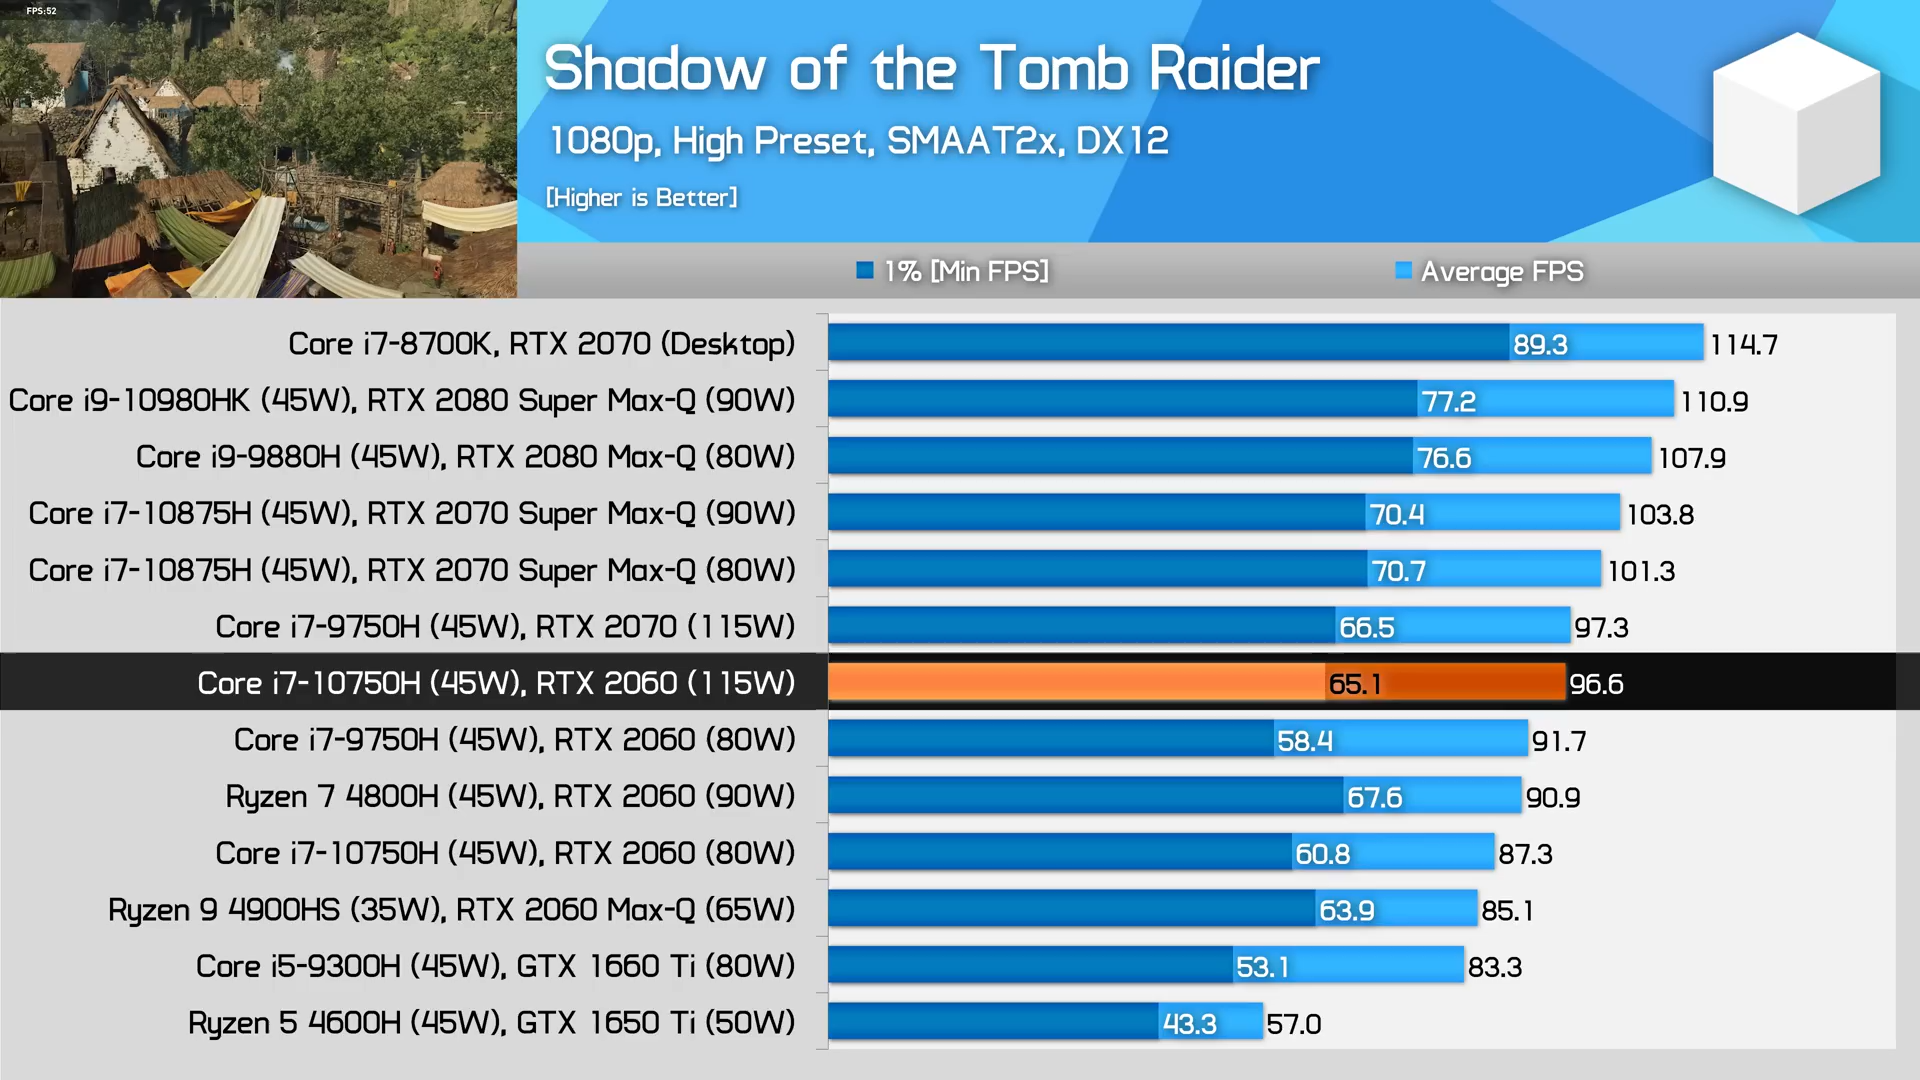 FPS:52
Shadow of the Tomb Raider
1080p, High Preset, SMAAT2x, DX12
[Higher is Better]
1% [Min FPS]
Average FPS
Core i7-8700K, RTX 2070 (Desktop) 89.3 114.7
Core i9-10980HK (45W), RTX 2080 Super Max-Q (90W) 77.2 110.9
Core i9-9880H (45W), RTX 2080 Max-Q (80W) 76.6 107.9
Core i7-10875H (45W), RTX 2070 Super Max-Q (90W) 70.4 103.8
Core i7-10875H (45W), RTX 2070 Super Max-Q (80W) 70.7 101.3
Core i7-9750H (45W), RTX 2070 (115W) 66.5 97.3
Core i7-10750H (45W), RTX 2060 (115W) 65.1 96.6
Core i7-9750H (45W), RTX 2060 (80W) 58.4 91.7
Ryzen 7 4800H (45W), RTX 2060 (90W) 67.6 90.9
Core i7-10750H (45W), RTX 2060 (80W) 60.8 87.3
Ryzen 9 4900HS (35W), RTX 2060 Max-Q (65W) 63.9 85.1
Core i5-9300H (45W), GTX 1660 Ti (80W) 53.1 83.3
Ryzen 5 4600H (45W), GTX 1650 Ti (50W) 43.3 57.0